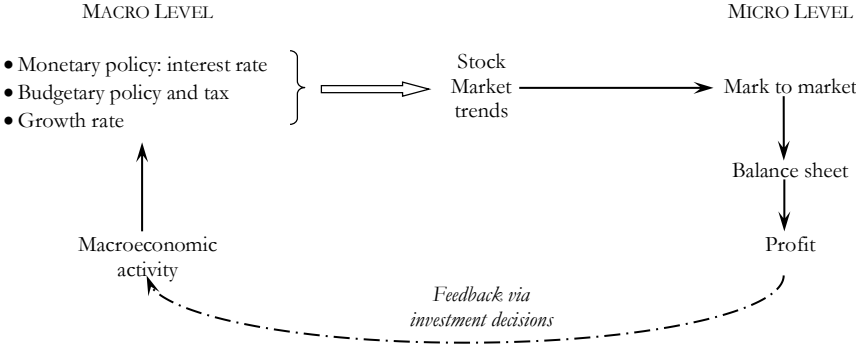 MACRO LEVEL
MICRO LEVEL
• Monetary policy: interest rate
• Budgetary policy and tax
• Growth rate
Stock
Market
trends
Mark to market
Balance sheet
Profit
Macroeconomic
activity
Feedback via
investment decisions